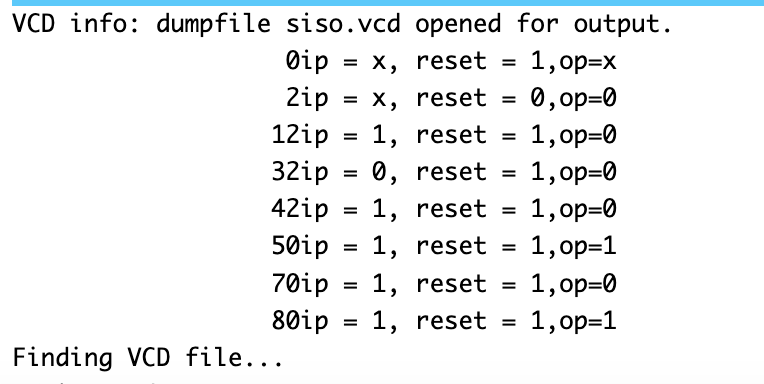 VCD info: dumpfile siso.vcd opened for output.
0ip = x, reset = 1,op=x
2ip = x, reset = 0,op=0
12ip = 1, reset = 1,op=0
32ip = 0, reset = 1,op=0
42ip = 1, reset = 1,op=0
50ip = 1, reset = 1,op=1
70ip = 1, reset = 1,op=0
80ip = 1, reset = 1,op=1
Finding VCD file...